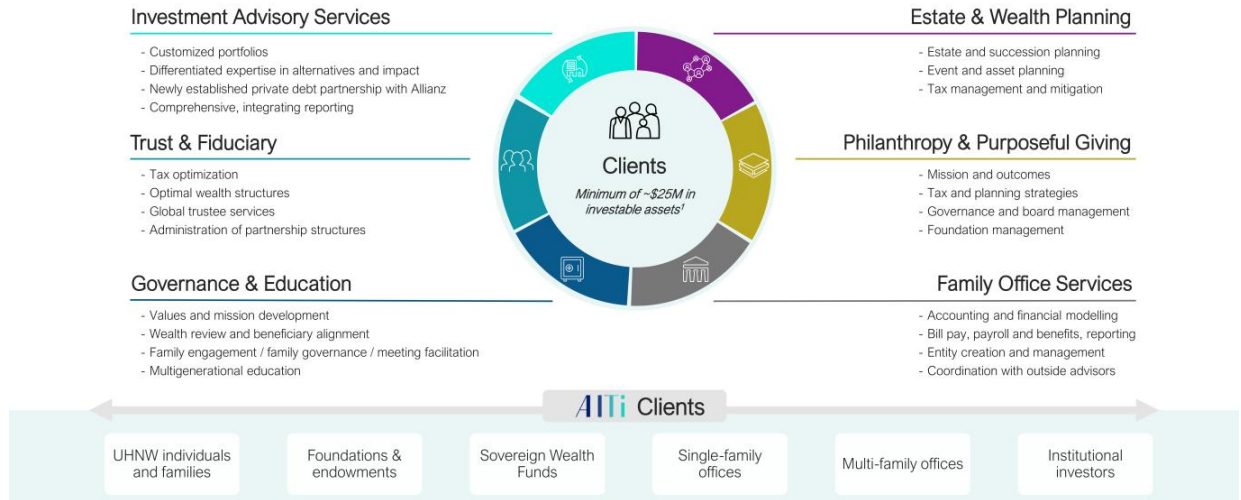 Investment Advisory Services
- Customized portfolios
- Differentiated expertise in alternatives and impact
- Newly established private debt partnership with Allianz
- Comprehensive, integrating reporting
Trust & Fiduciary
- Tax optimization
- Optimal wealth structures
- Global trustee services
- Administration of partnership structures
Governance & Education
- Values and mission development
- Wealth review and beneficiary alignment
- Family engagement / family governance / meeting facilitation
- Multigenerational education
Clients
Minimum of ~$25M in
investable assets¹
Estate & Wealth Planning
- Estate and succession planning
- Event and asset planning
- Tax management and mitigation
Philanthropy & Purposeful Giving
- Mission and outcomes
- Tax and planning strategies
- Governance and board management
- Foundation management
Family Office Services
- Accounting and financial modelling
- Bill pay, payroll and benefits, reporting
- Entity creation and management
- Coordination with outside advisors
AlTi Clients
UHNW individuals
and families
Foundations &
endowments
Sovereign Wealth
Funds
Single-family
offices
Multi-family offices
Institutional
investors